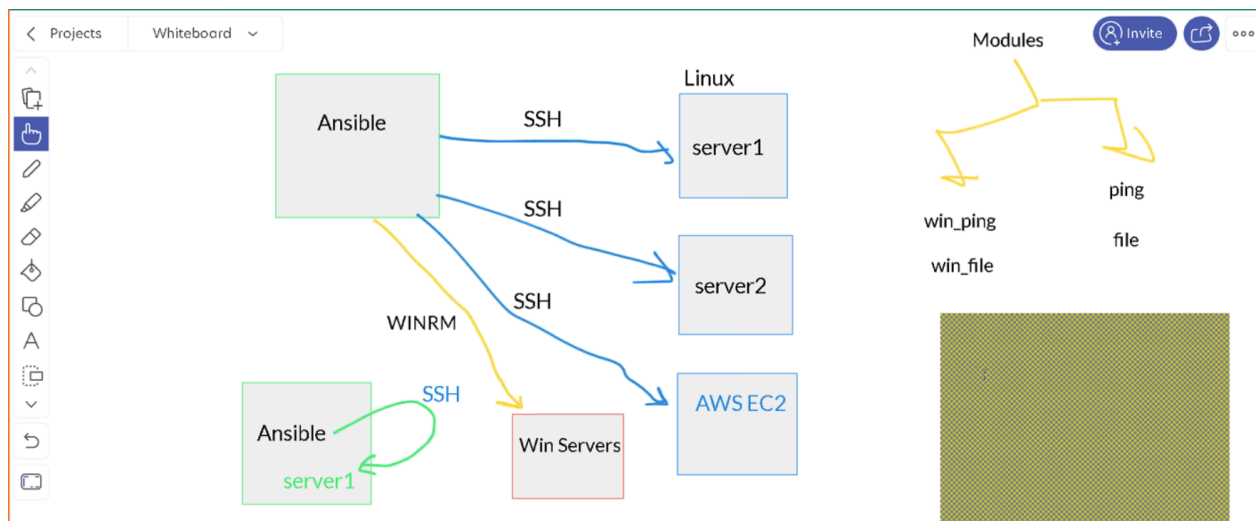 Projects
Whiteboard
Invite
Modules
Linux
Ansible
SSH
server1
SSH
server2
ping
win_ping
file
win_file
SSH
WINRM
AWS EC2
SSH
Ansible
server1
Win Servers